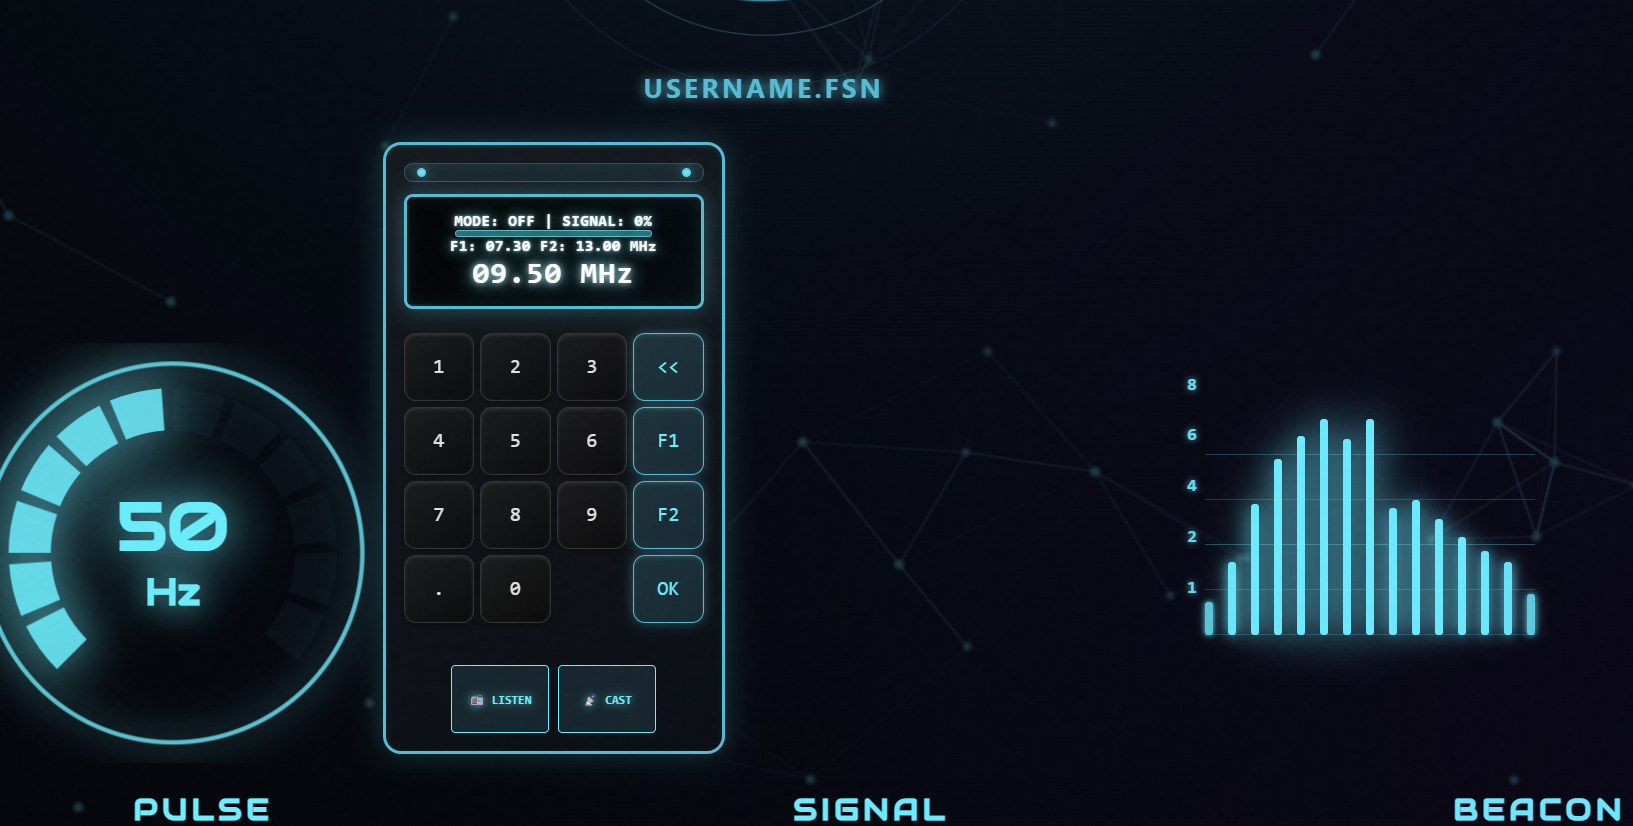 USERNAME.FSN
MODE: OFF | SIGNAL: 0%
F1: 07.30 F2: 13.00 MHz
09.50 MHz
1 2 3 <<
4 5 6 F1
7 8 9 F2
. 0 OK
LISTEN CAST
50
Hz
8
6
4
2
1
PULSE SIGNAL BEACON